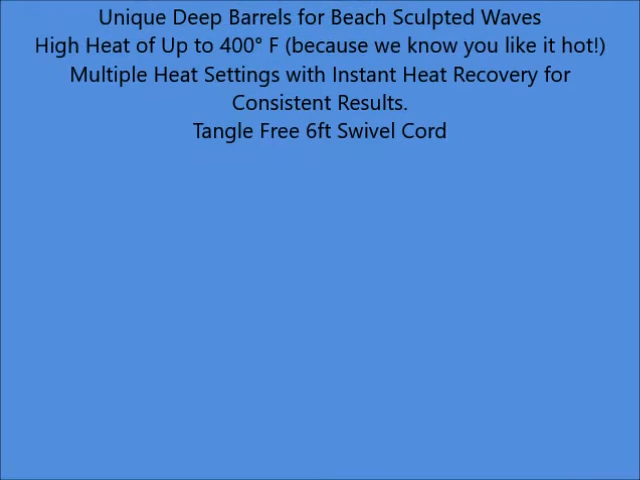 Unique Deep Barrels for Beach Sculpted Waves
High Heat of Up to 400° F (because we know you like it hot!)
Multiple Heat Settings with Instant Heat Recovery for
Consistent Results.
Tangle Free 6ft Swivel Cord